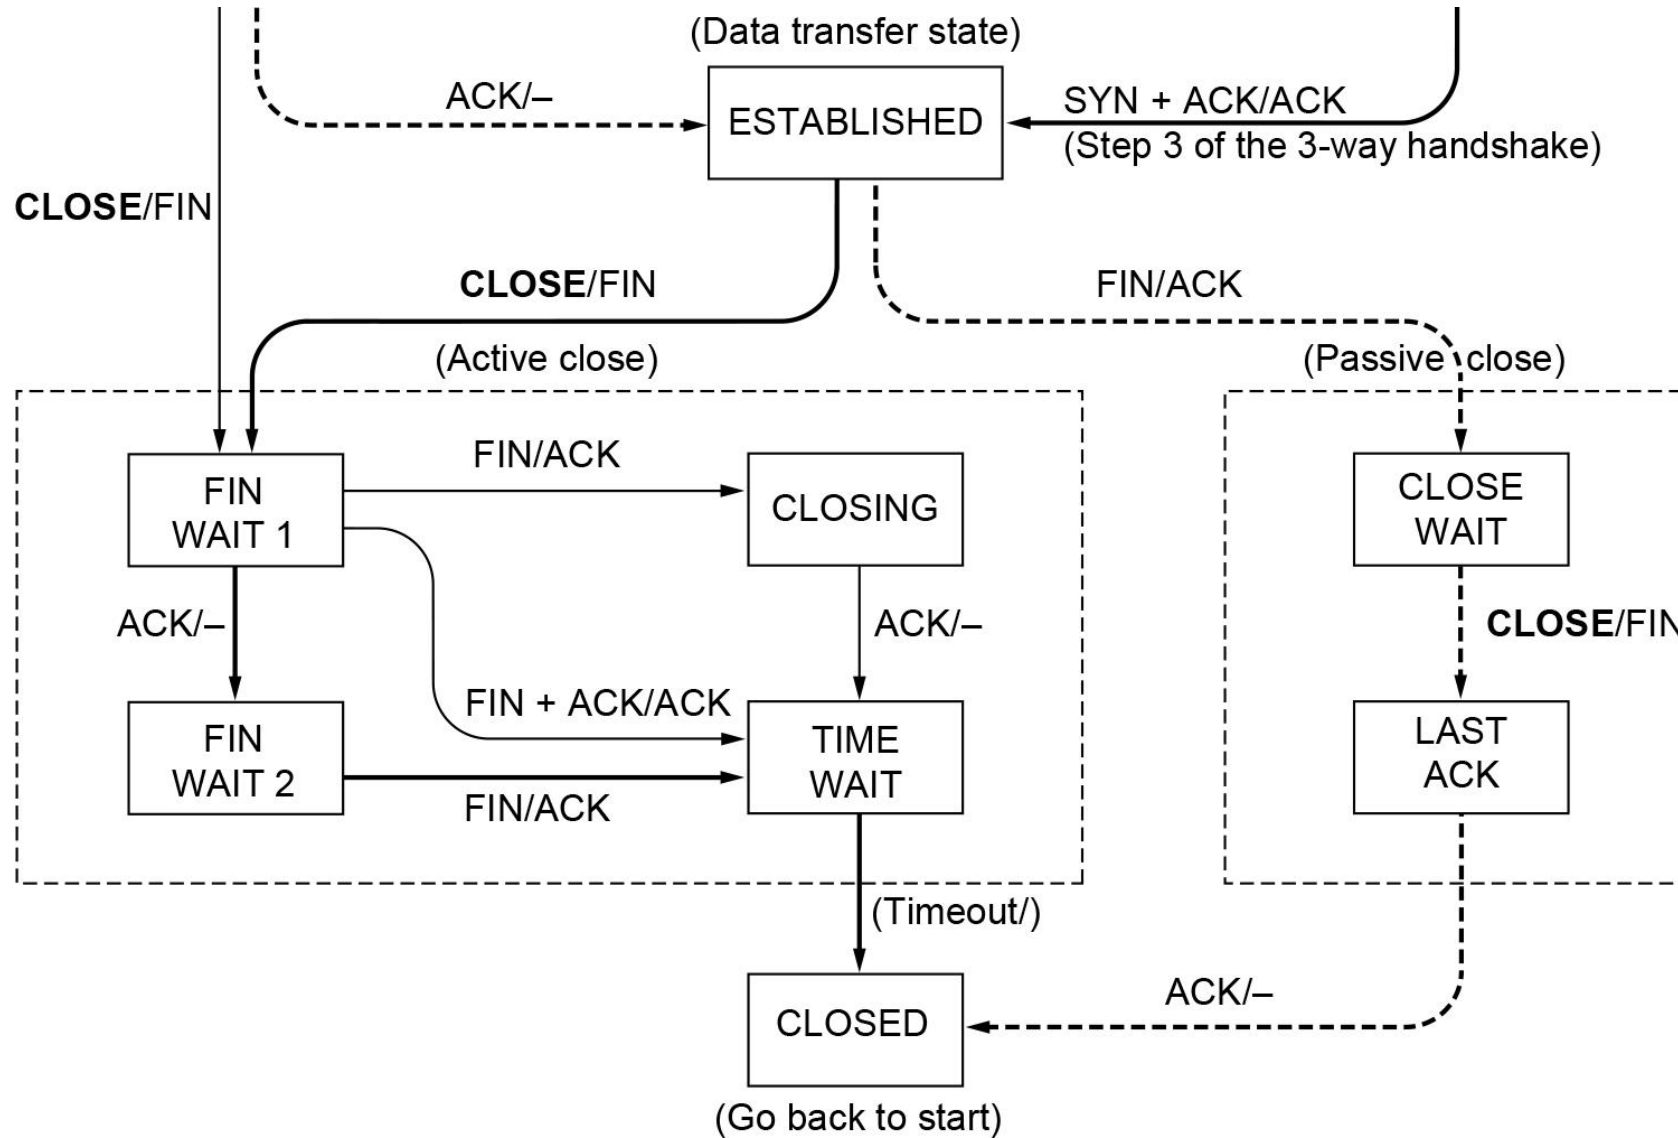 (Data transfer state)
ACK/–
ESTABLISHED
SYN + ACK/ACK
(Step 3 of the 3-way handshake)
CLOSE/FIN
CLOSE/FIN
FIN/ACK
(Active close)
(Passive close)
FIN
WAIT 1
FIN/ACK
CLOSING
CLOSE
WAIT
ACK/–
ACK/–
CLOSE/FIN
FIN + ACK/ACK
FIN
WAIT 2
FIN/ACK
TIME
WAIT
LAST
ACK
(Timeout/)
CLOSED
ACK/–
(Go back to start)